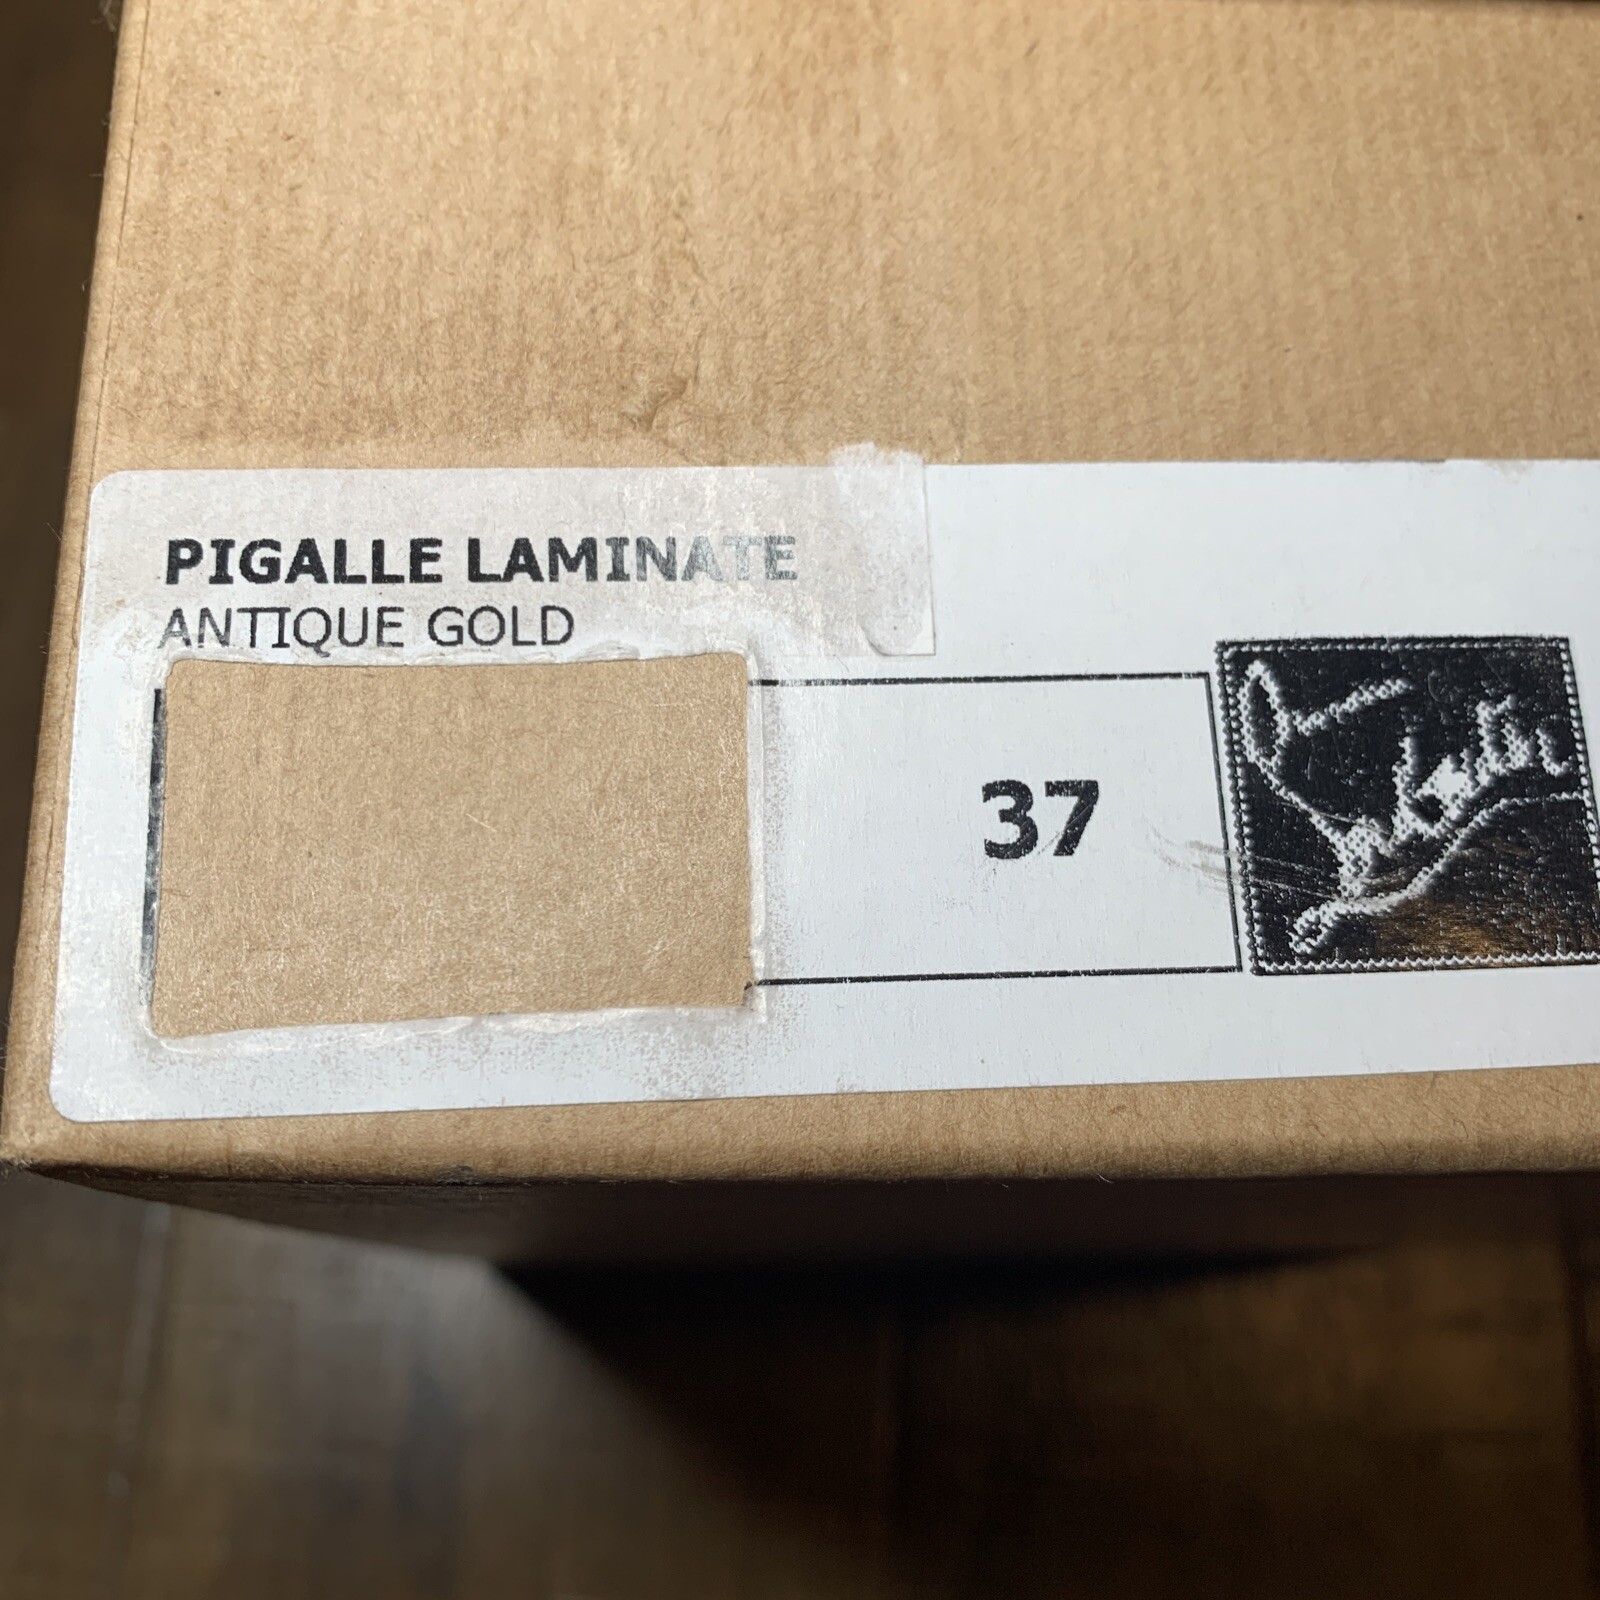 PIGALLE LAMINATE
ANTIQUE GOLD
37